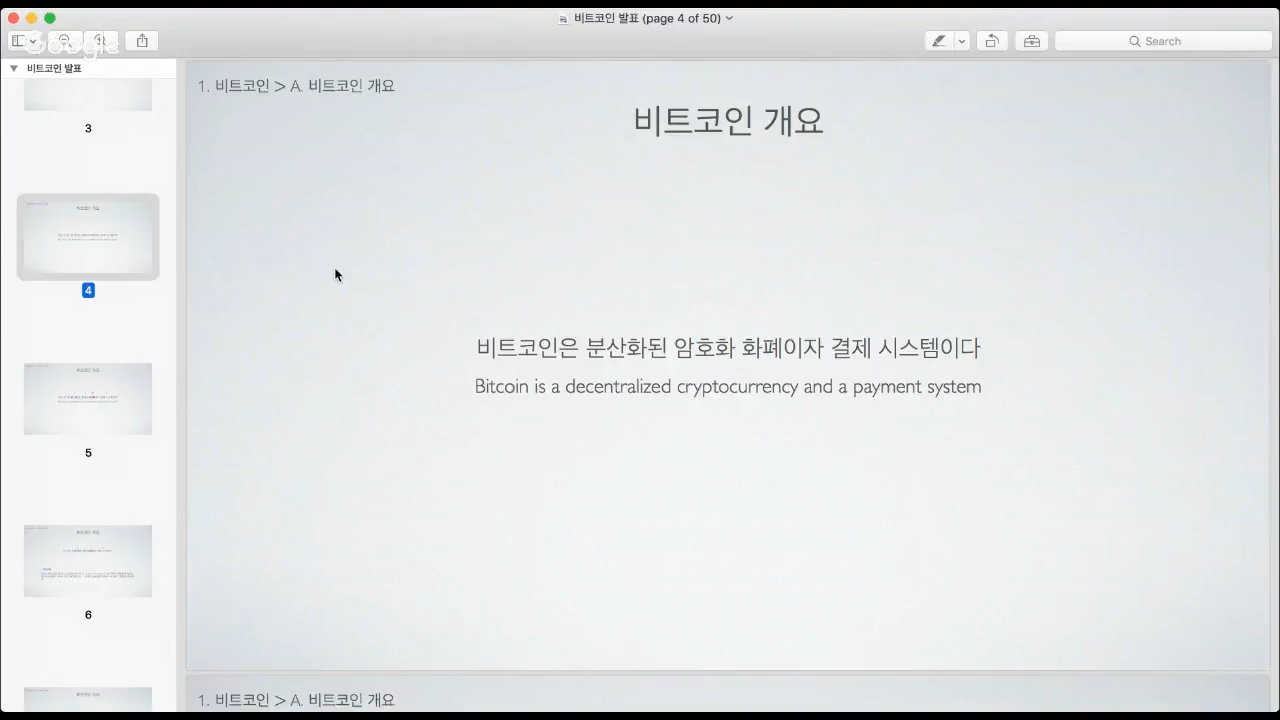 비트코인 발표 (page 4 of 50)
Google
Search
비트코인 발표
3
4
5
6
1. 비트코인 > A. 비트코인 개요
비트코인 개요
비트코인은 분산화된 암호화 화폐이자 결제 시스템이다
Bitcoin is a decentralized cryptocurrency and a payment system
1. 비트코인 > A. 비트코인 개요